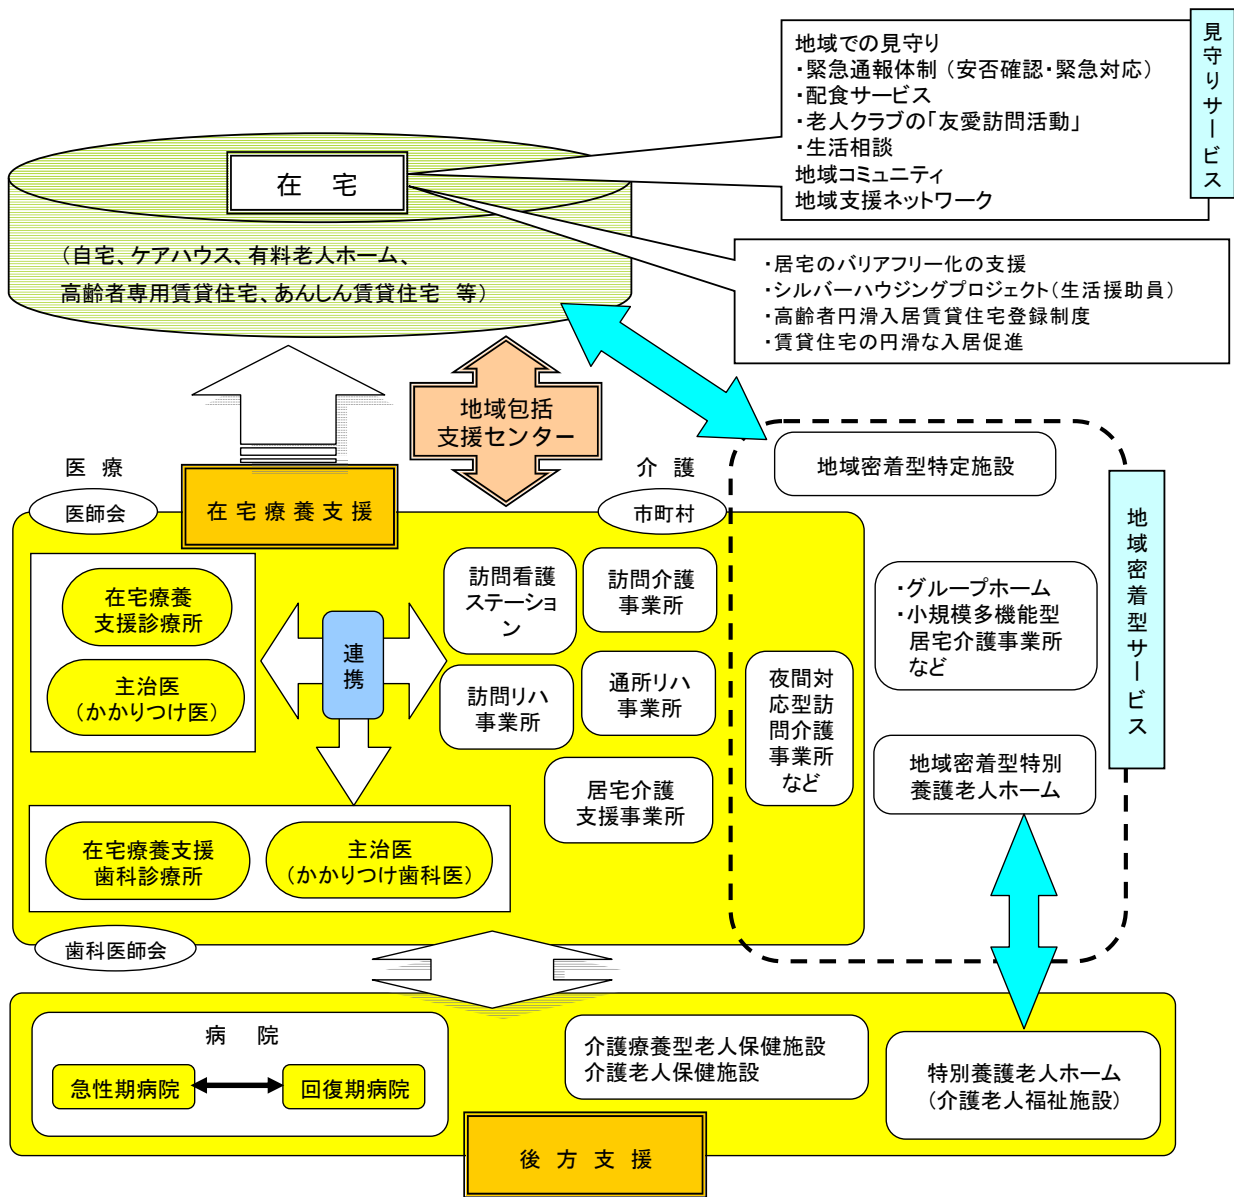 地域での見守り
・緊急通報体制（安否確認・緊急対応）
・配食サービス
・老人クラブの「友愛訪問活動」
・生活相談
地域コミュニティ
地域支援ネットワーク
見守りサービス
在　宅
（自宅、ケアハウス、有料老人ホーム、
高齢者専用賃貸住宅、あんしん賃貸住宅　等）
・居宅のバリアフリー化の支援
・シルバーハウジングプロジェクト（生活援助員）
・高齢者円滑入居賃貸住宅登録制度
・賃貸住宅の円滑な入居促進
地域包括
支援センター
医　療
介　護
医師会
在宅療養支援
市町村
在宅療養
支援診療所
主治医
（かかりつけ医）
連携
訪問看護
ステーショ
ン
訪問介護
事業所
訪問リハ
事業所
通所リハ
事業所
居宅介護
支援事業所
在宅療養支援
歯科診療所
主治医
（かかりつけ歯科医）
歯科医師会
地域密着型特定施設
・グループホーム
・小規模多機能型
居宅介護事業所
など
夜間対
応型訪
問介護
事業所
など
地域密着型特別
養護老人ホーム
地域密着型サービス
病　院
急性期病院
回復期病院
介護療養型老人保健施設
介護老人保健施設
特別養護老人ホーム
（介護老人福祉施設）
後方支援